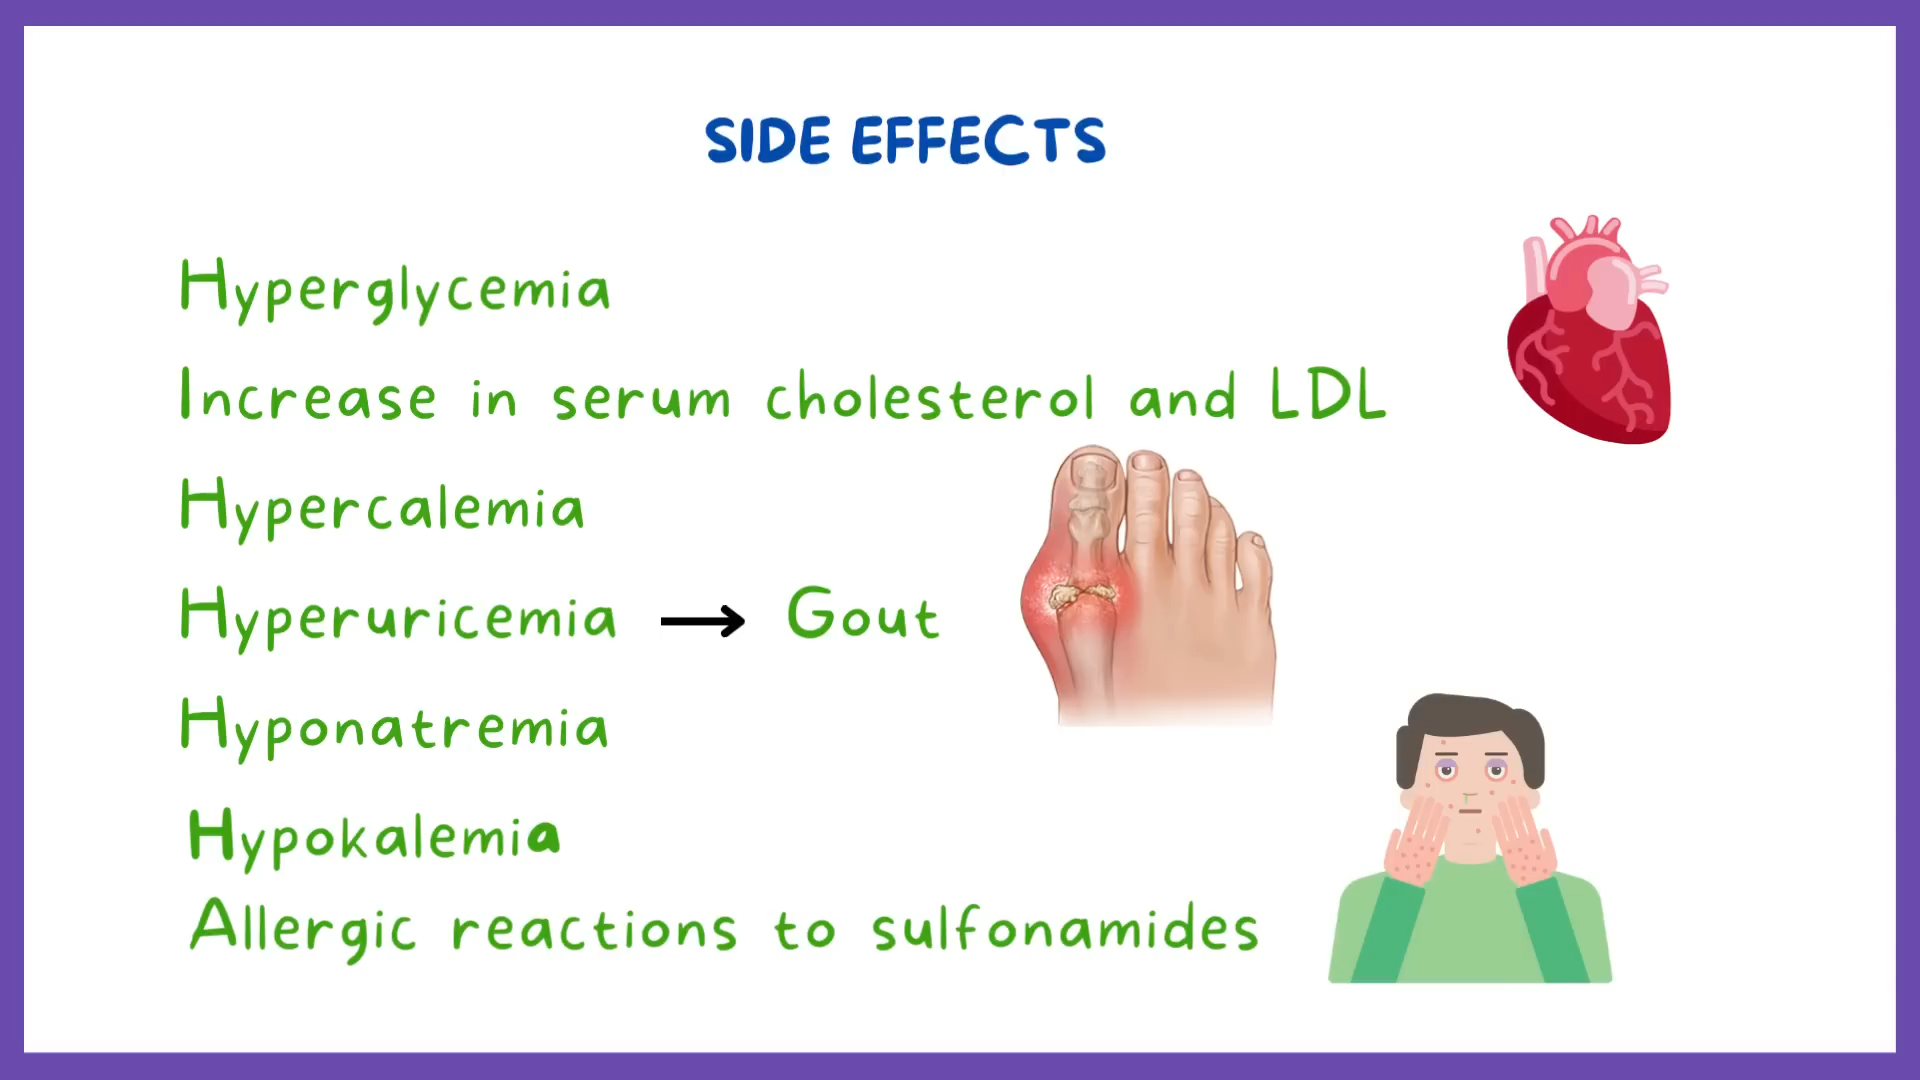 SIDE EFFECTS
Hyperglycemia
Increase in serum cholesterol and LDL
Hypercalemia
Hyperuricemia → Gout
Hyponatremia
Hypokalemia
Allergic reactions to sulfonamides